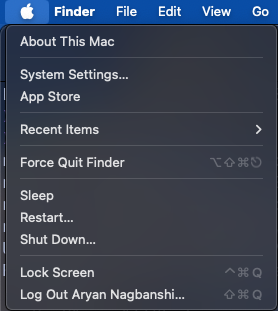 Finder File Edit View Go
About This Mac
System Settings...
App Store
Recent Items
Force Quit Finder ⌥⇧⌘⎋
Sleep
Restart...
Shut Down...
Lock Screen ⌃⌘Q
Log Out Aryan Nagbanshi... ⇧⌘Q